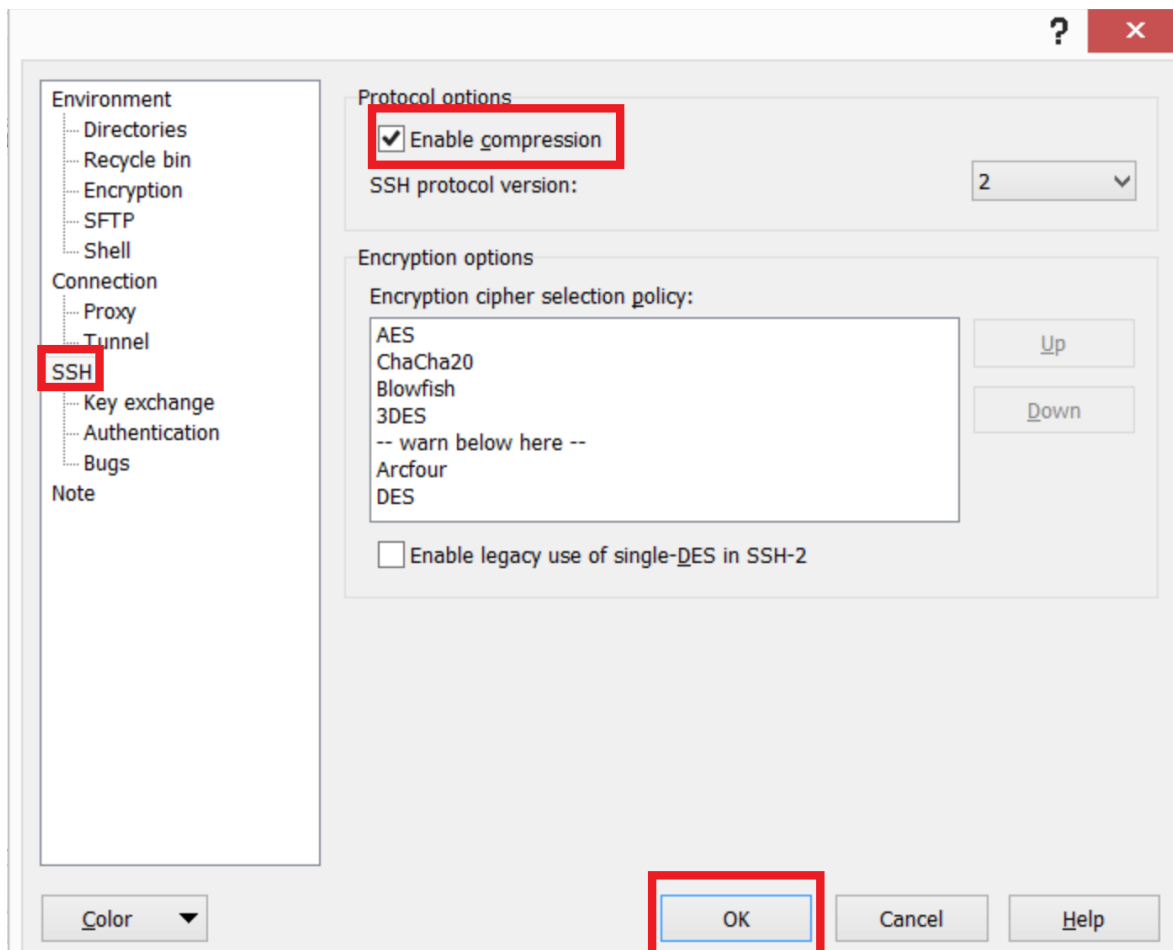 ?
Environment
Directories
Recycle bin
Encryption
SFTP
Shell
Connection
Proxy
Tunnel
SSH
Key exchange
Authentication
Bugs
Note
Protocol options
Enable compression
SSH protocol version:
2
Encryption options
Encryption cipher selection policy:
AES
ChaCha20
Blowfish
3DES
-- warn below here --
Arcfour
DES
Up
Down
Enable legacy use of single-DES in SSH-2
Color
OK
Cancel
Help